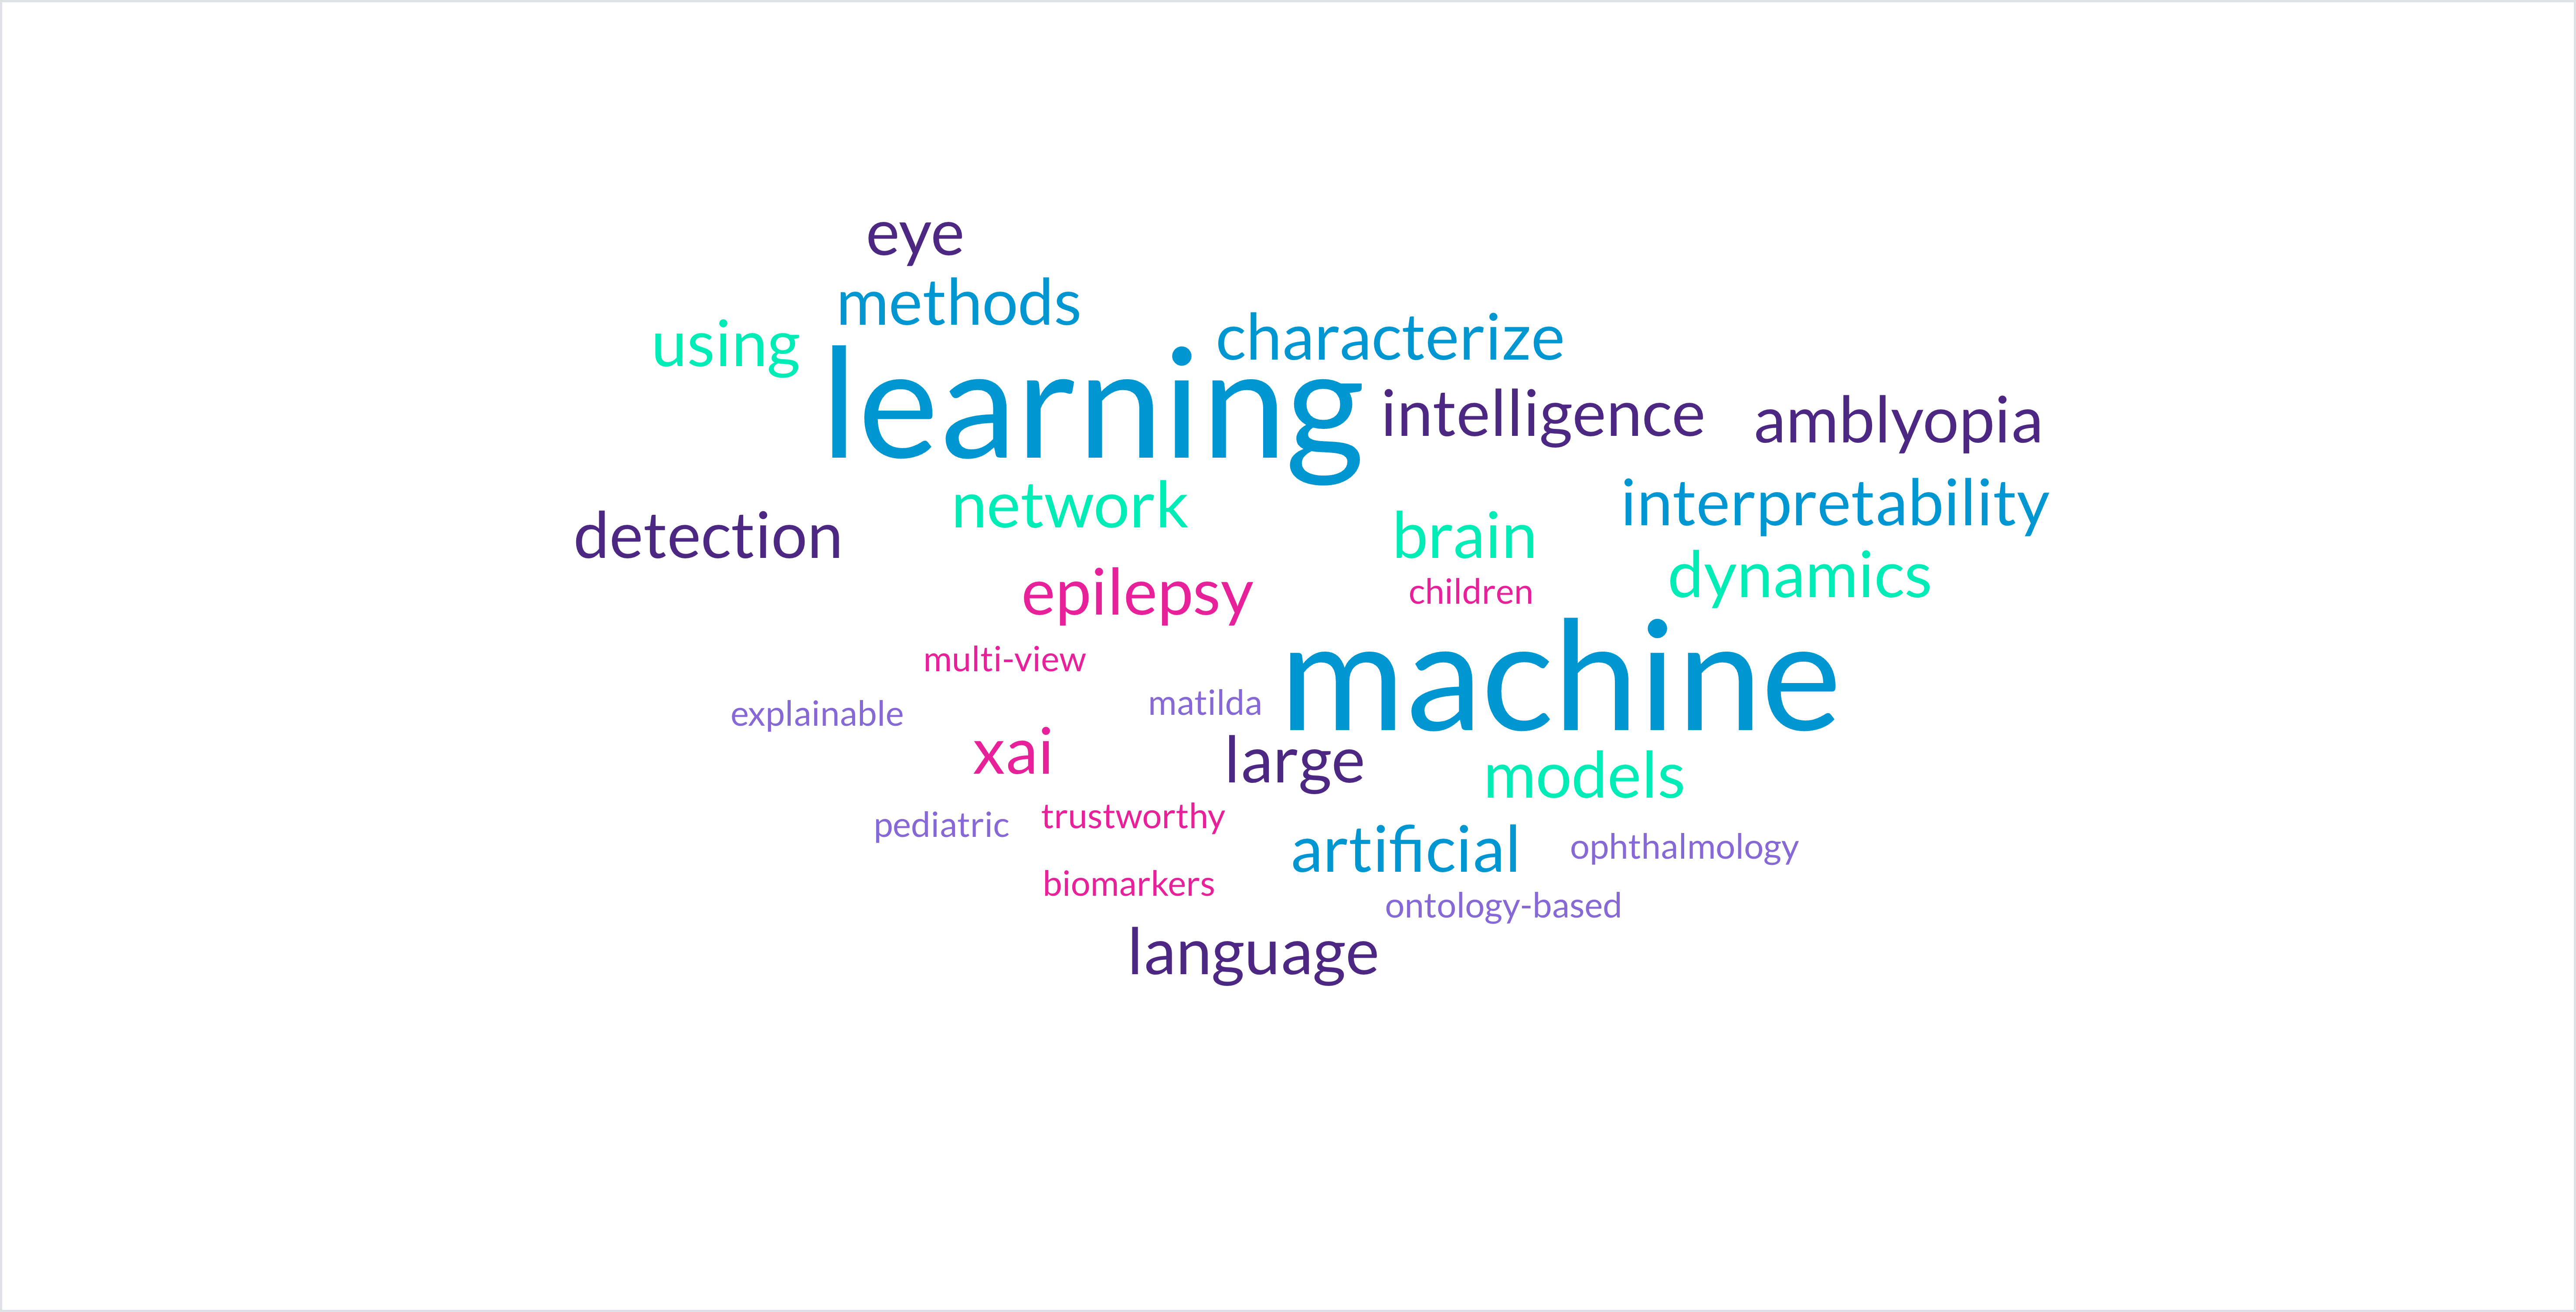 eye
methods
using
characterize
learning
intelligence
amblyopia
network
interpretability
detection
brain
dynamics
epilepsy
children
multi-view
machine
matilda
explainable
xai
large
models
pediatric
trustworthy
artificial
ophthalmology
biomarkers
ontology-based
language